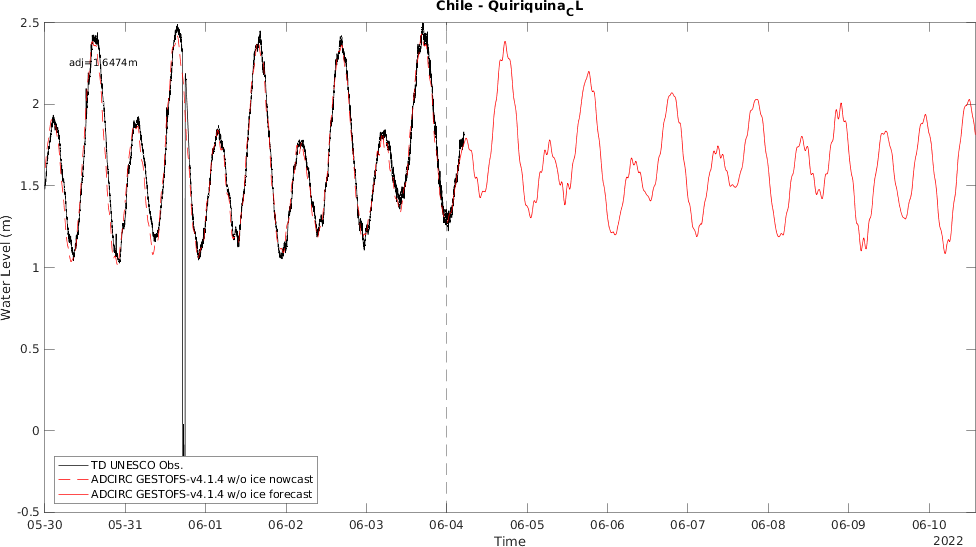 Chile - Quiriquina_CL
2.5
adj=1.6474m
2
1.5
1
0.5
0
-0.5
Water Level (m)
TD UNESCO Obs.
ADCIRC GESTOFS-v4.1.4 w/o ice nowcast
ADCIRC GESTOFS-v4.1.4 w/o ice forecast
05-30 05-31 06-01 06-02 06-03 06-04 06-05 06-06 06-07 06-08 06-09 06-10
Time
2022